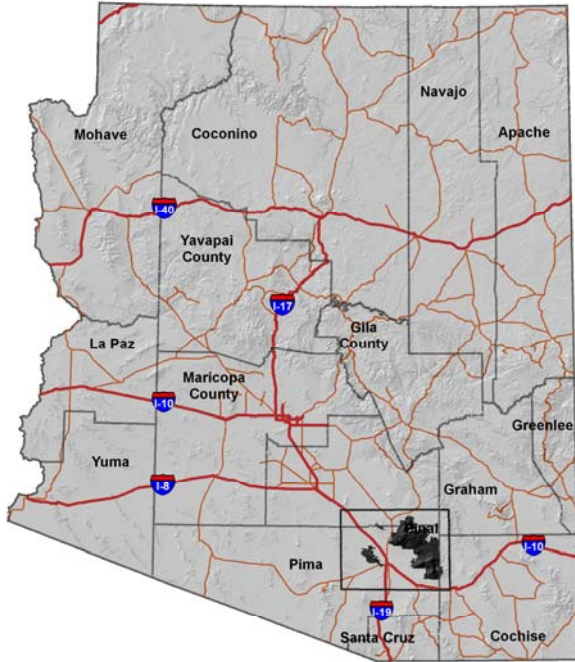 Navajo
Mohave
Coconino
Apache
I-40
Yavapai
County
I-17
Gila
County
La Paz
Maricopa
County
I-10
Greenlee
Yuma
I-8
Graham
Pinal
I-10
Pima
I-19
Santa Cruz
Cochise